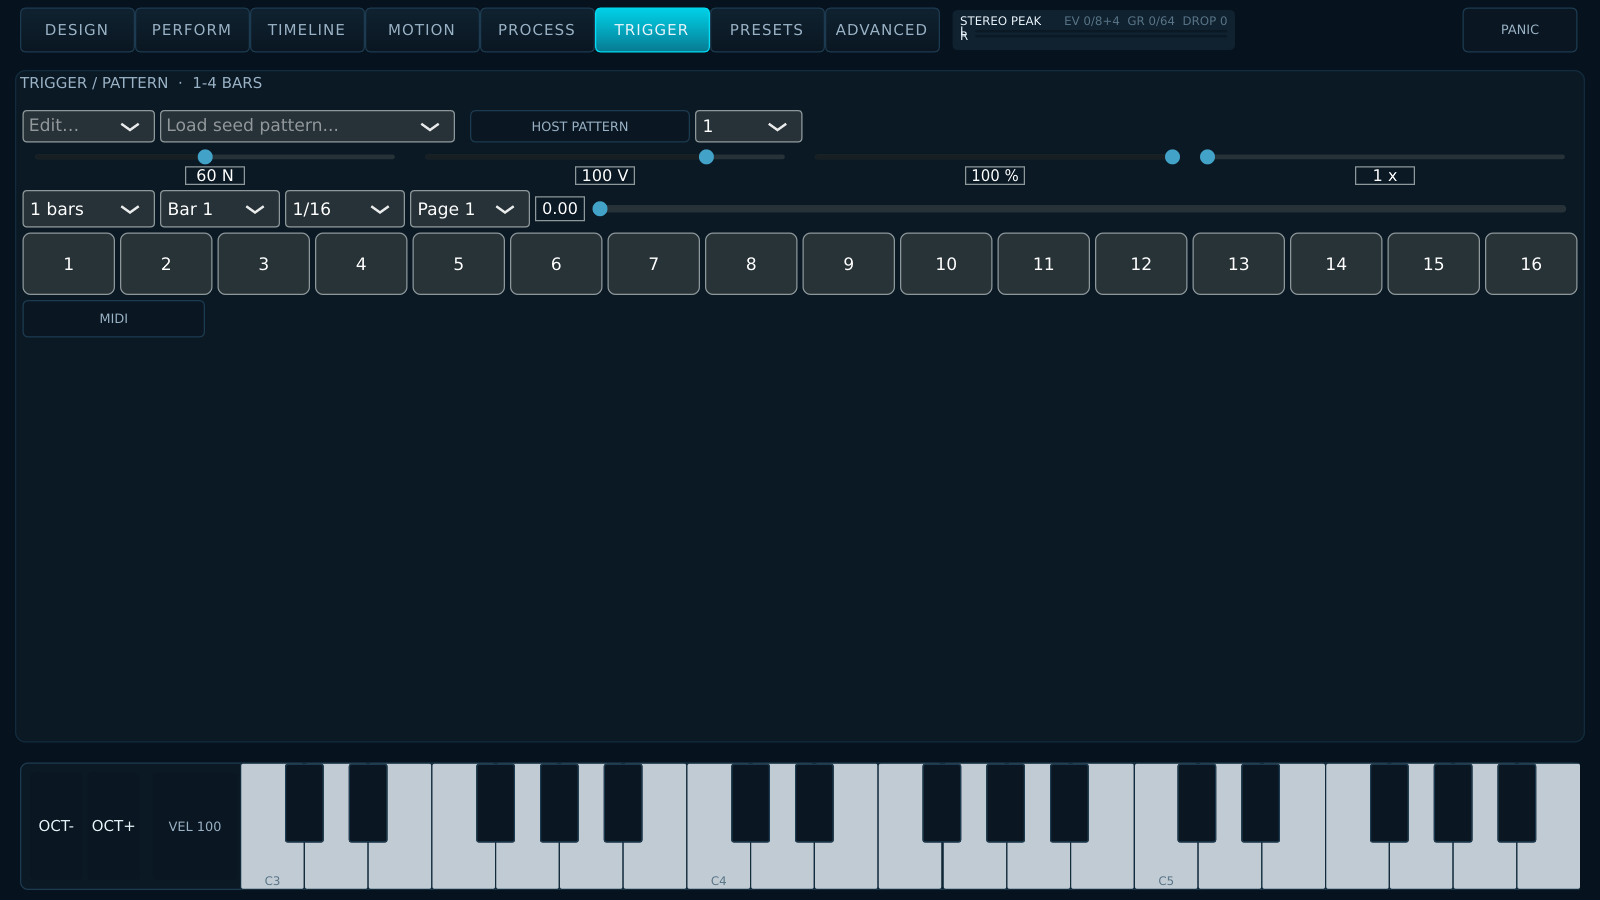 DESIGN PERFORM TIMELINE MOTION PROCESS TRIGGER PRESETS ADVANCED STEREO PEAK EV 0/8+4 GR 0/64 DROP 0 PANIC
L
R
TRIGGER / PATTERN · 1-4 BARS
Edit... Load seed pattern... HOST PATTERN 1
60 N 100 V 100 % 1 x
1 bars Bar 1 1/16 Page 1 0.00
1 2 3 4 5 6 7 8 9 10 11 12 13 14 15 16
MIDI
OCT- OCT+ VEL 100
C3 C4 C5